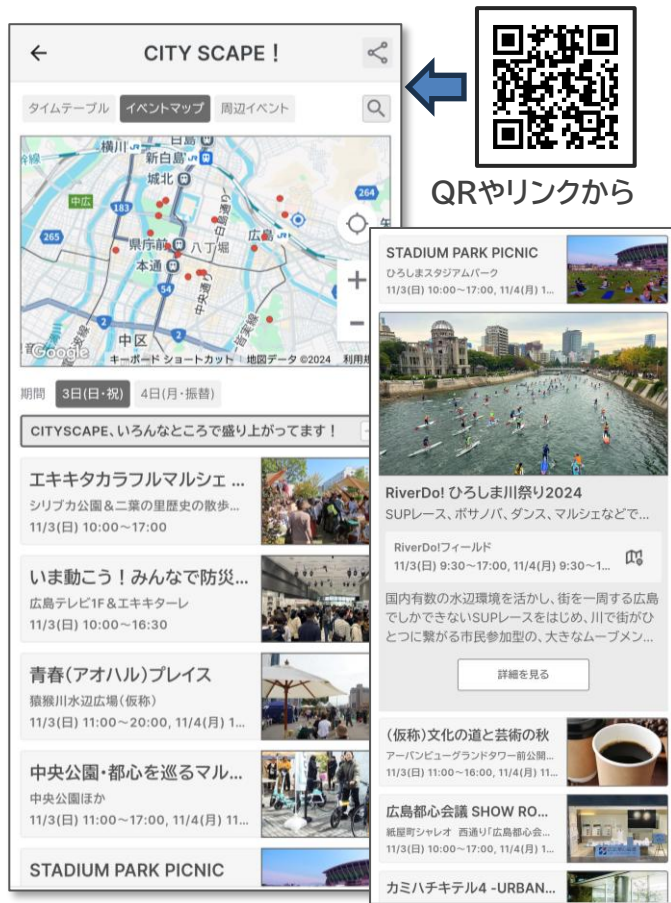 CITY SCAPE！
タイムテーブル
イベントマップ
周辺イベント
横川
白島
新白島
城北
中広
183
264
265
白島通り
広島
県庁前
八丁堀
本通
54
中央通り
2
中区
皆実線
2
Google
キーボード ショートカット
地図データ ©2024
利用規
期間
3日(日・祝)
4日(月・振替)
CITYSCAPE、いろんなところで盛り上がってます！
エキキタカラフルマルシェ ...
シリブカ公園＆二葉の里歴史の散歩...
11/3(日) 10:00～17:00
いま動こう！みんなで防災...
広島テレビ1F＆エキキターレ
11/3(日) 10:00～16:30
青春(アオハル)プレイス
猿猴川水辺広場(仮称)
11/3(日) 11:00～20:00, 11/4(月) 1...
中央公園・都心を巡るマル...
中央公園ほか
11/3(日) 11:00～17:00, 11/4(月) 11...
STADIUM PARK PICNIC
QRやリンクから
STADIUM PARK PICNIC
ひろしまスタジアムパーク
11/3(日) 10:00～17:00, 11/4(月) 1...
RiverDo! ひろしま川祭り2024
SUPレース、ボサノバ、ダンス、マルシェなどで...
RiverDo!フィールド
11/3(日) 9:30～17:00, 11/4(月) 9:30～1...
国内有数の水辺環境を活かし、街を一周する広島
でしかできないSUPレースをはじめ、川で街がひ
とつに繋がる市民参加型の、大きなムーブメン...
詳細を見る
(仮称)文化の道と芸術の秋
アーバンビューグランドタワー前公開...
11/3(日) 11:00～16:00, 11/4(月) 11...
広島都心会議 SHOW RO...
紙屋町シャレオ 西通り「広島都心会...
11/3(日) 10:00～17:00, 11/4(月) 1...
カミハチキテル4 -URBAN...